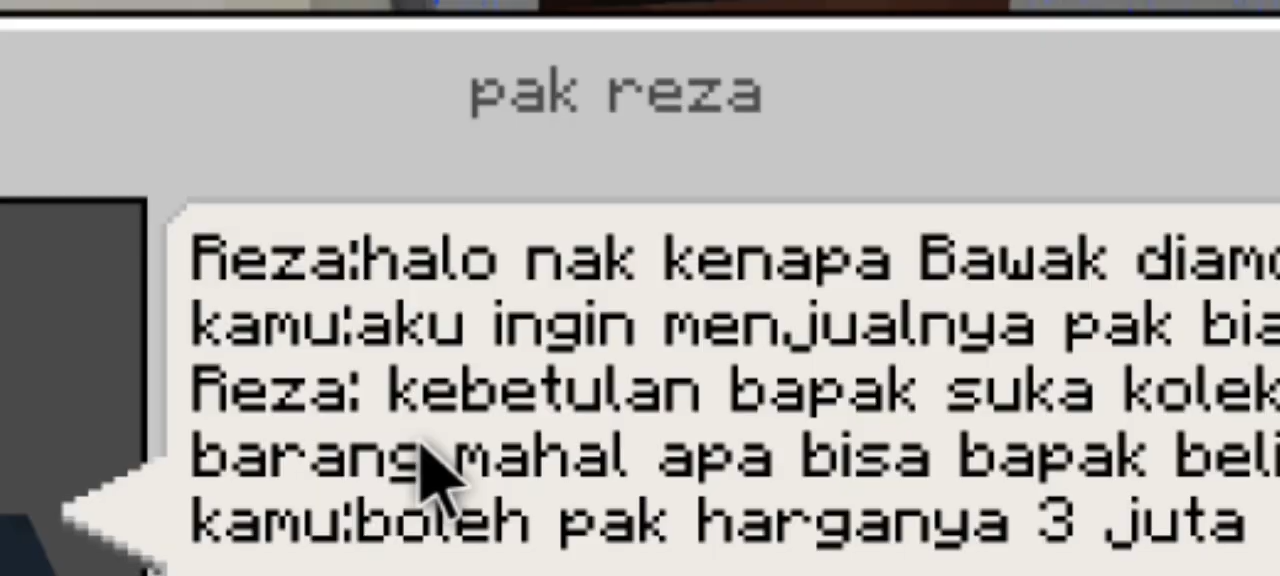 pak reza
Reza:halo nak kenapa Bawak
kamu:aku ingin menjualnya pak
Reza: kebetulan bapak suka
barang mahal apa bisa bapak
kamu:boleh pak harganya 3 juta